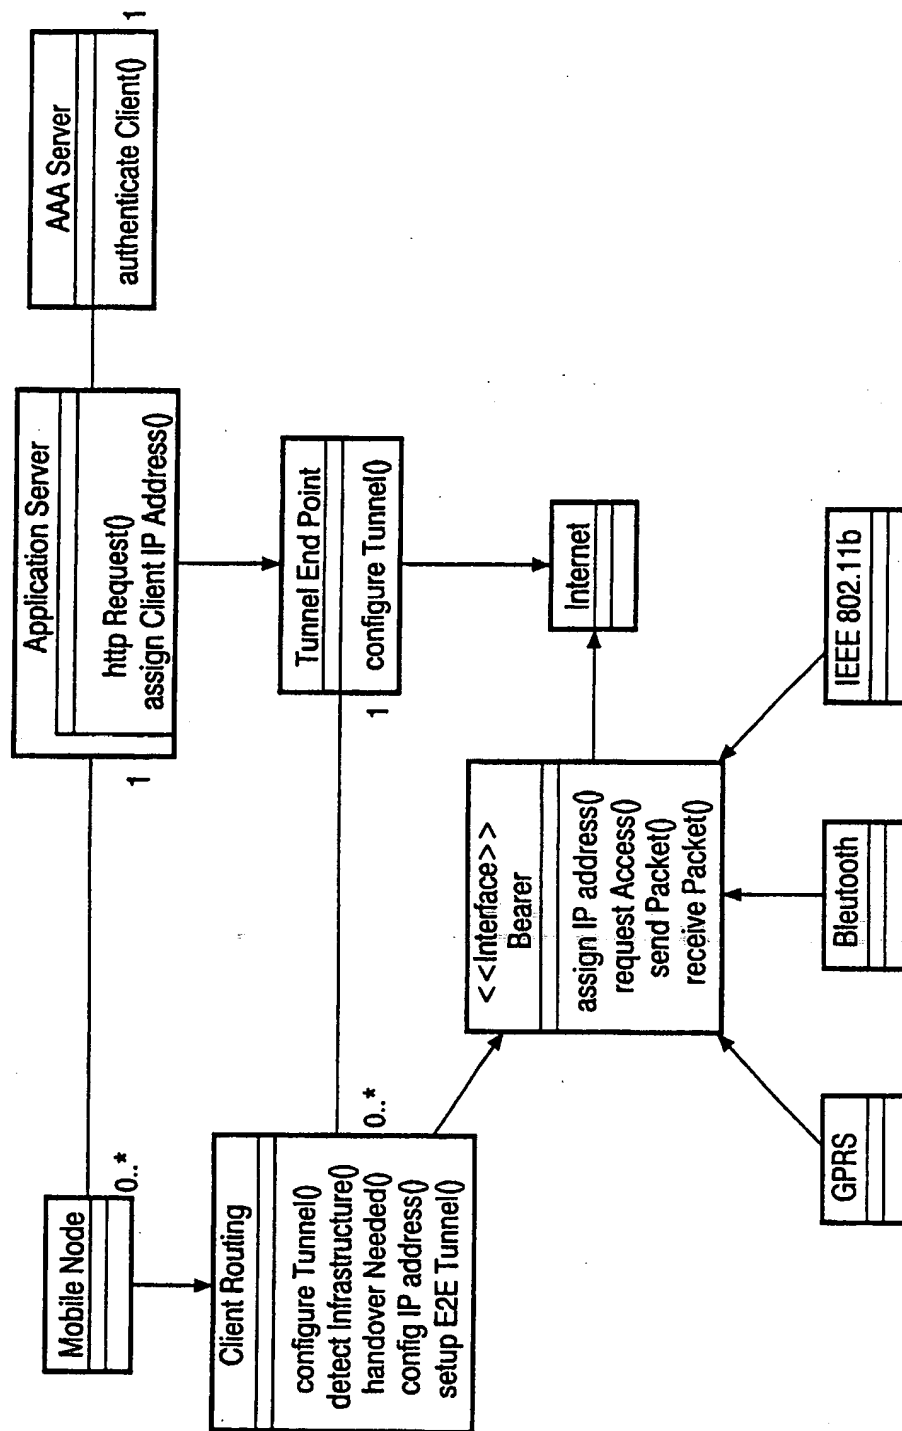 Mobile Node
0..*
1
Application Server
http Request()
assign Client IP Address()
AAA Server
authenticate Client()
1
Client Routing
configure Tunnel()
detect Infrastructure()
handover Needed()
config IP address()
setup E2E Tunnel()
0..*
1
Tunnel End Point
configure Tunnel()
<<Interface>>
Bearer
assign IP address()
request Access()
send Packet()
receive Packet()
Internet
GPRS
Bleutooth
IEEE 802.11b